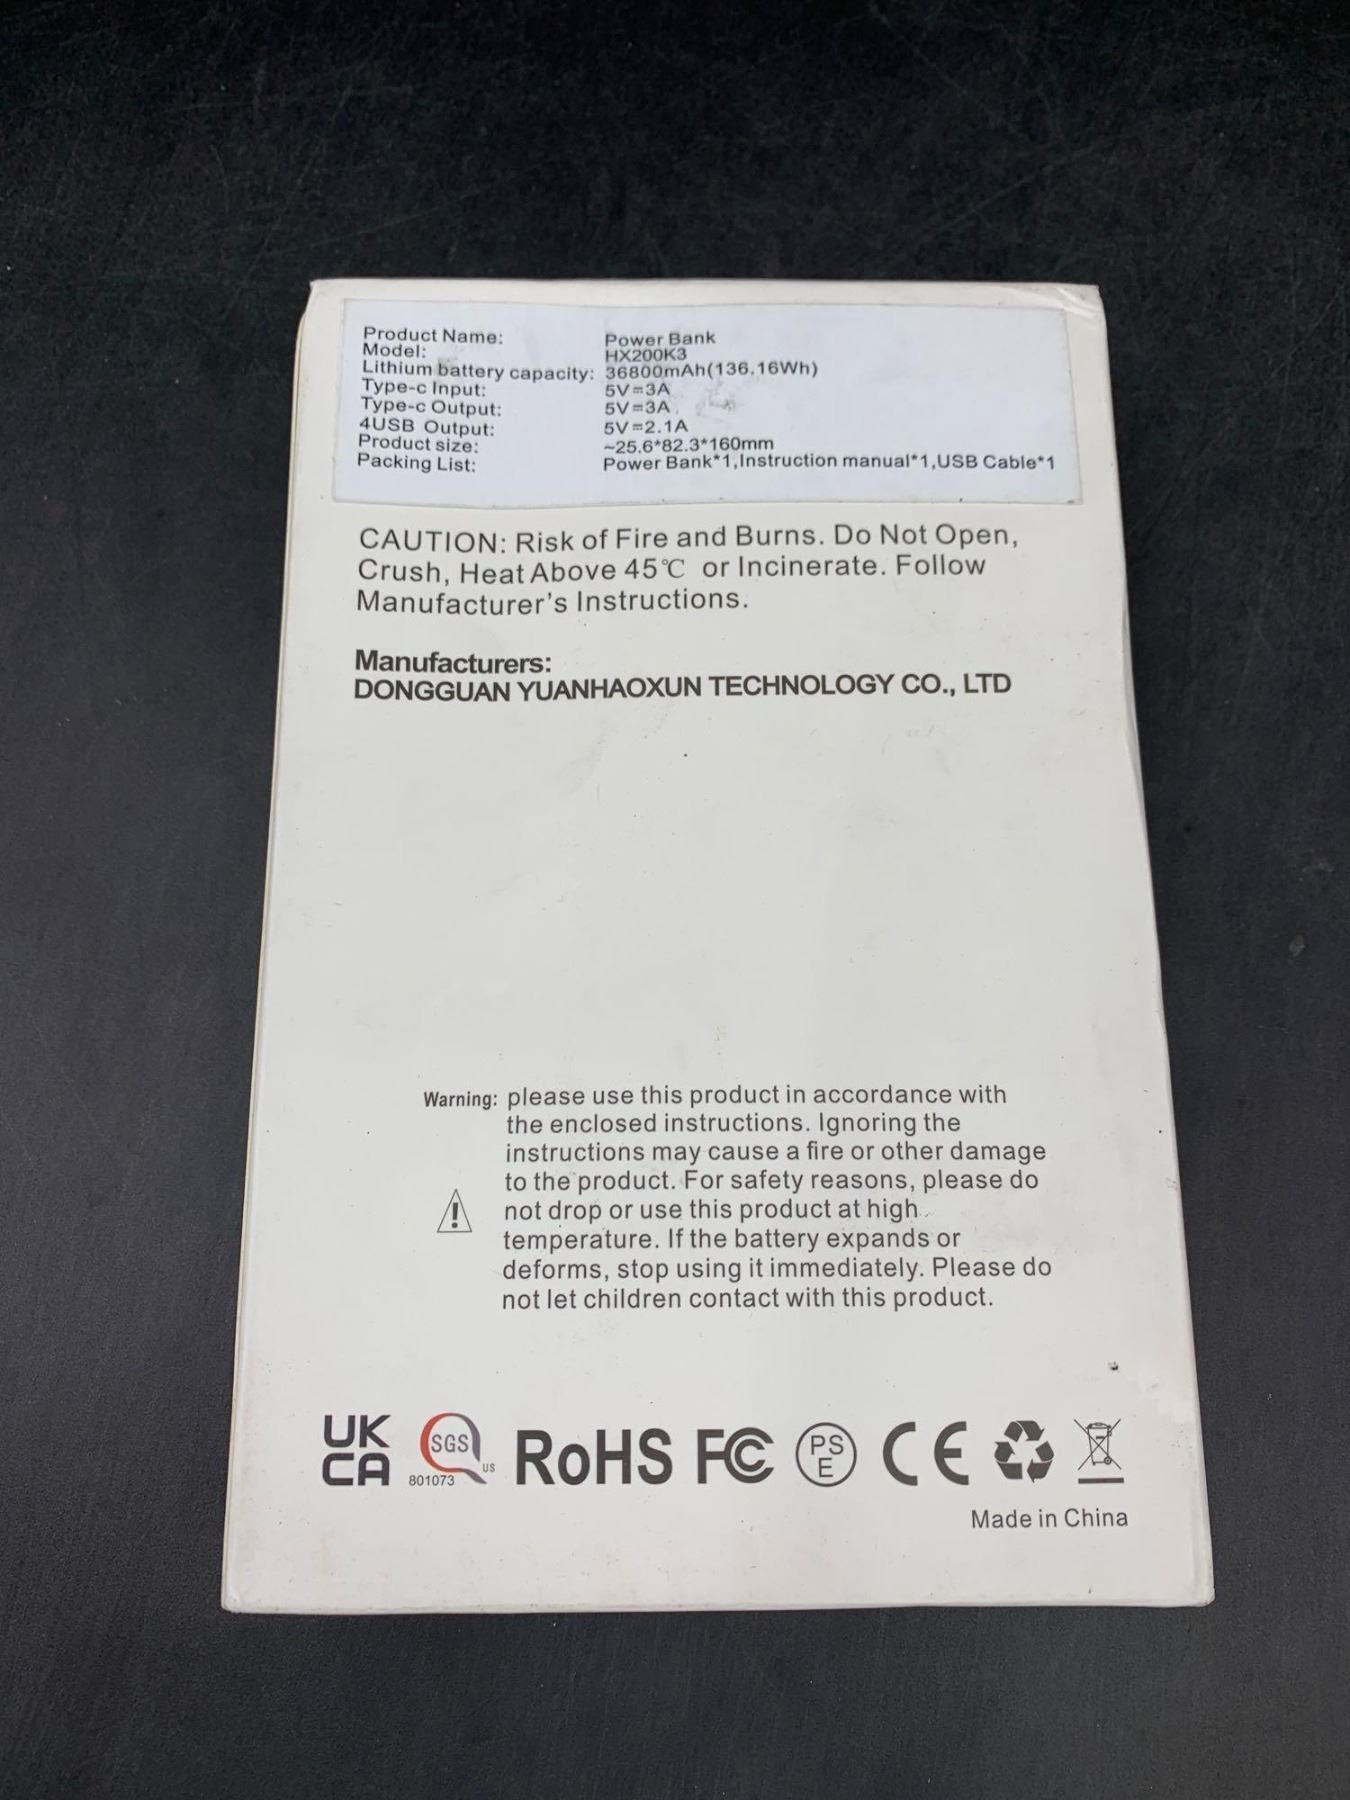 Product Name: Power Bank
Model: HX200K3
Lithium battery capacity: 36800mAh(136.16Wh)
Type-c Input: 5V=3A
Type-c Output: 5V=3A
4USB Output: 5V=2.1A
Product size: ~25.6*82.3*160mm
Packing List: Power Bank*1,Instruction manual*1,USB Cable*1
CAUTION: Risk of Fire and Burns. Do Not Open,
Crush, Heat Above 45℃ or Incinerate. Follow
Manufacturer's Instructions.
Manufacturers:
DONGGUAN YUANHAOXUN TECHNOLOGY CO., LTD
Warning: please use this product in accordance with
the enclosed instructions. Ignoring the
instructions may cause a fire or other damage
to the product. For safety reasons, please do
not drop or use this product at high
temperature. If the battery expands or
deforms, stop using it immediately. Please do
not let children contact with this product.
UK
CA
SGS
US
801073
RoHS FC PS
E
CE
Made in China